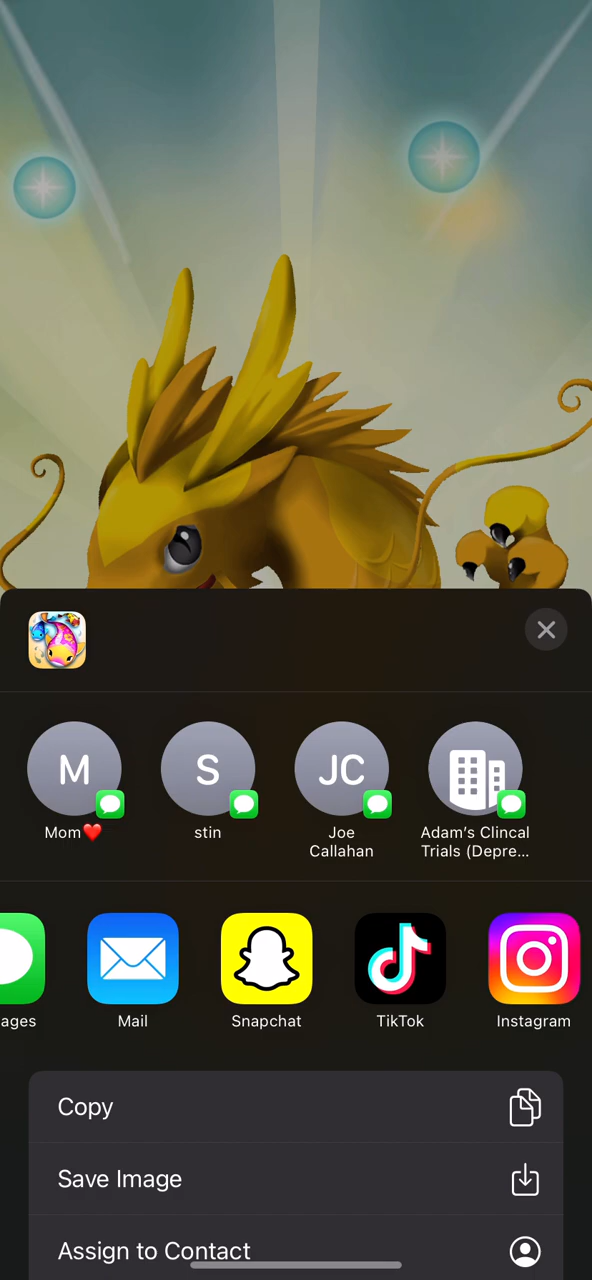 M
S
JC
Mom❤️
stin
Joe
Callahan
Adam's Clincal
Trials (Depre...
ages
Mail
Snapchat
TikTok
Instagram
Copy
Save Image
Assign to Contact